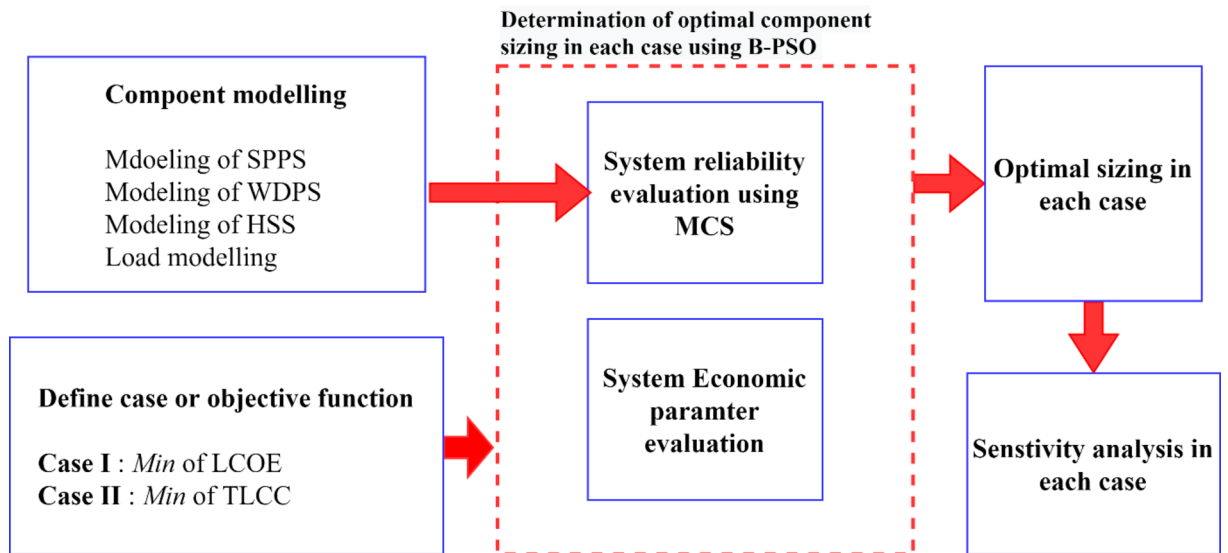 Determination of optimal component
sizing in each case using B-PSO
Compoent modelling
Mdoeling of SPPS
Modeling of WDPS
Modeling of HSS
Load modelling
System reliability
evaluation using
MCS
Optimal sizing in
each case
Define case or objective function
Case I : Min of LCOE
Case II : Min of TLCC
System Economic
paramter
evaluation
Senstivity analysis in
each case